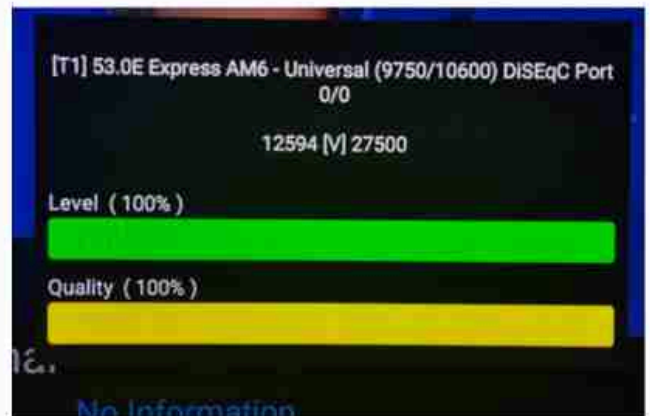 [T1] 53.0E Express AM6 - Universal (9750/10600) DiSEqC Port
0/0
12594 [V] 27500
Level ( 100% )
Quality ( 100% )
No Information